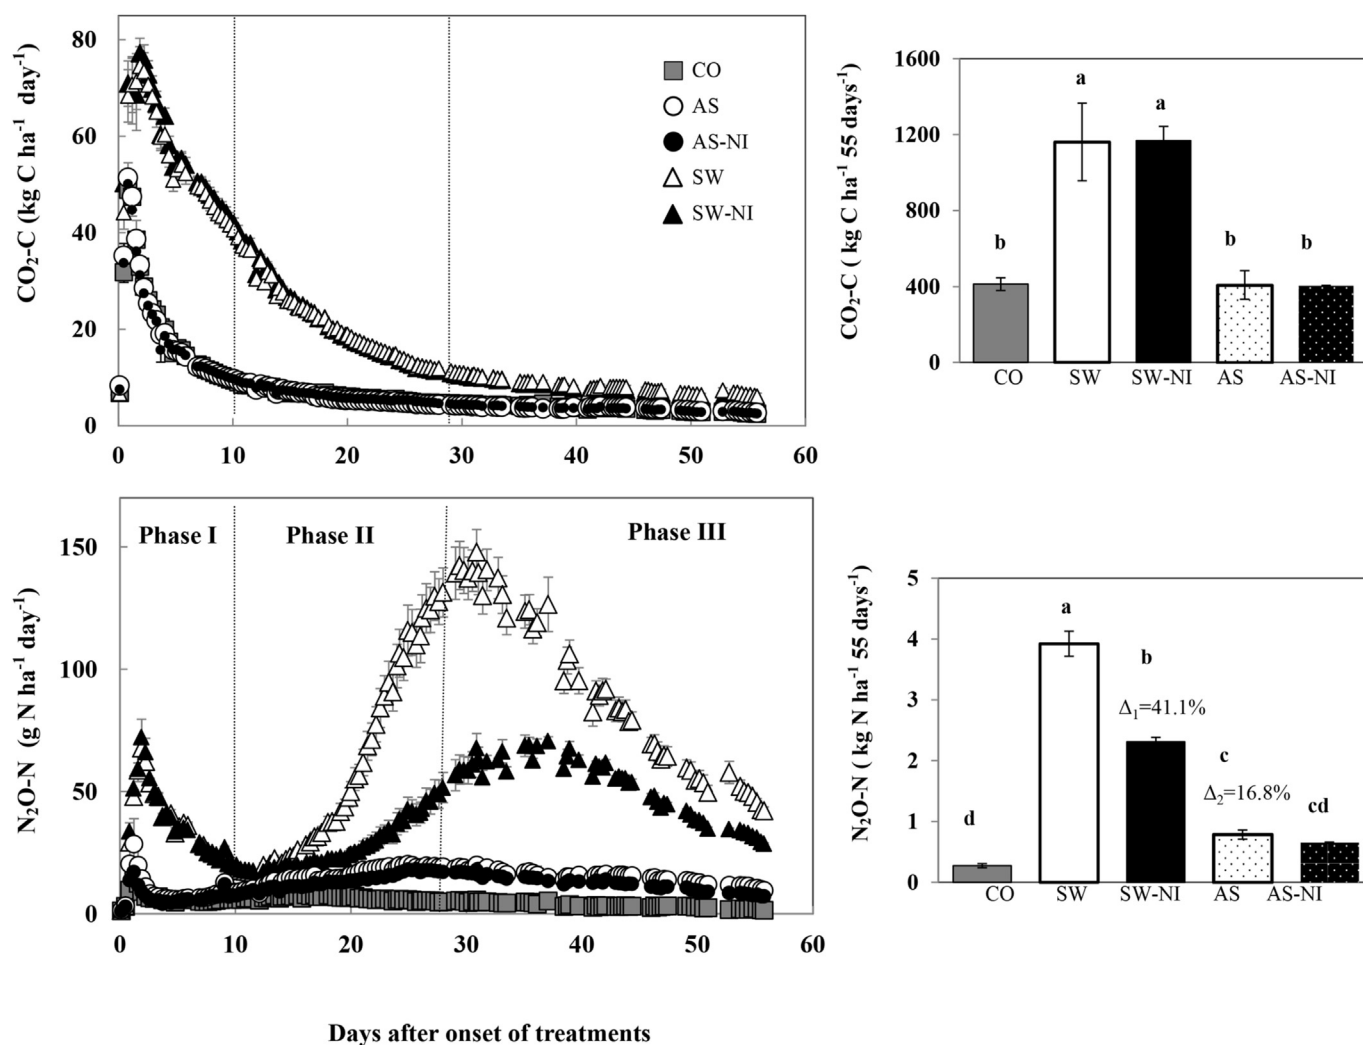 CO₂-C (kg C ha⁻¹ day⁻¹)
80
60
40
20
0
0 10 20 30 40 50 60
CO
AS
AS-NI
SW
SW-NI
CO₂-C ( kg C ha⁻¹ 55 days⁻¹)
1600
1200
800
400
0
b
a
a
b
b
CO SW SW-NI AS AS-NI
N₂O-N (g N ha⁻¹ day⁻¹)
150
100
50
0
Phase I Phase II Phase III
0 10 20 30 40 50 60
Days after onset of treatments
N₂O-N ( kg N ha⁻¹ 55 days⁻¹)
5
4
3
2
1
0
d
a
b
Δ₁=41.1%
c
Δ₂=16.8%
cd
CO SW SW-NI AS AS-NI